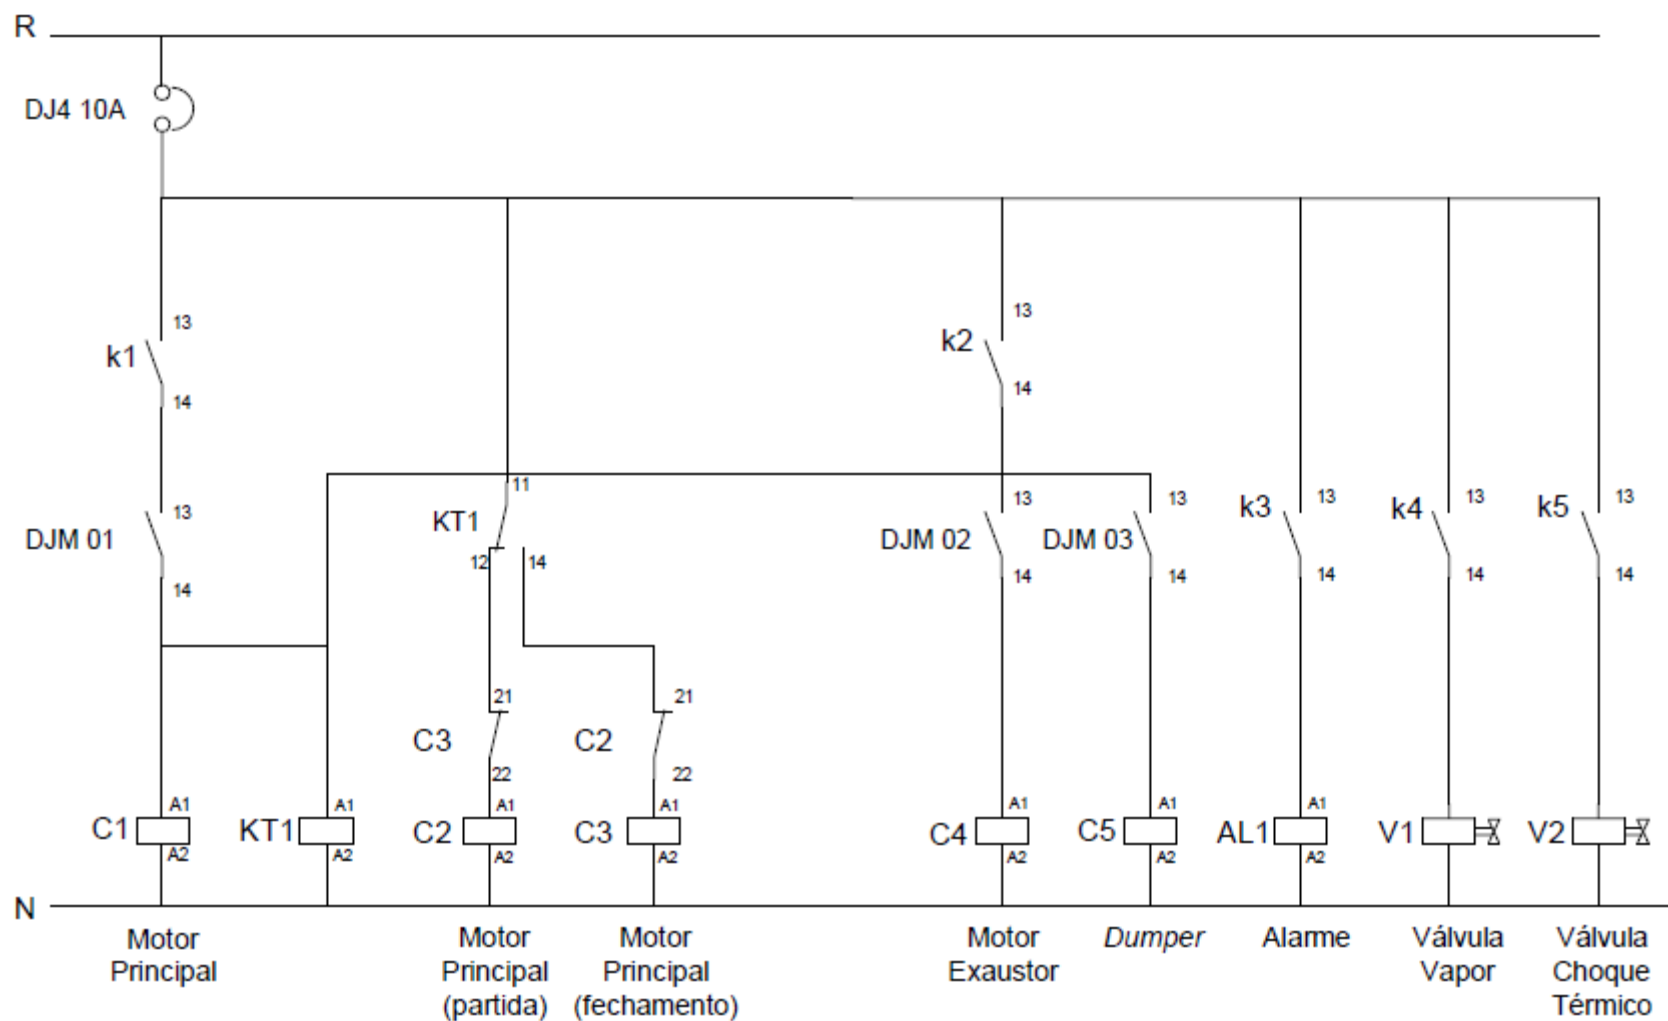 R
DJ4 10A
13
k1
14
13
k2
14
11
KT1
12
14
13
DJM 01
14
13
DJM 02
14
13
DJM 03
14
13
k3
14
13
k4
14
13
k5
14
21
C3
22
21
C2
22
A1
C1
A2
A1
KT1
A2
A1
C2
A2
A1
C3
A2
A1
C4
A2
A1
C5
A2
A1
AL1
A2
V1
V2
N
Motor
Principal
Motor
Principal
(partida)
Motor
Principal
(fechamento)
Motor
Exaustor
Dumper
Alarme
Válvula
Vapor
Válvula
Choque
Térmico